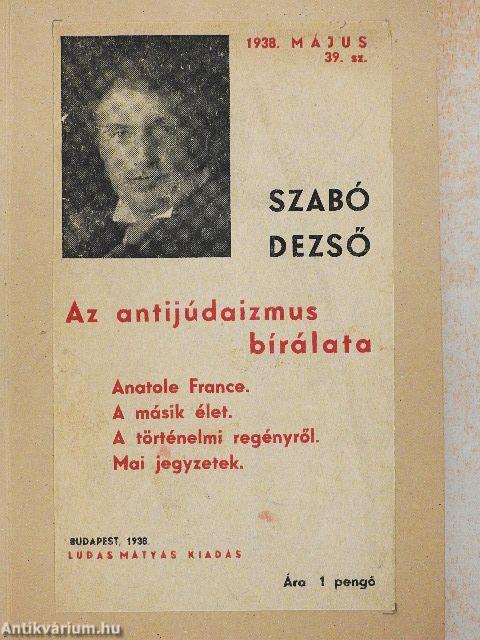 1938. MÁJUS
39. sz.
SZABÓ
DEZSŐ
Az antijúdaizmus
bírálata
Anatole France.
A másik élet.
A történelmi regényről.
Mai jegyzetek.
BUDAPEST, 1938.
LUDAS MÁTYÁS KIADÁS
Ára 1 pengő
Antikvárium.hu